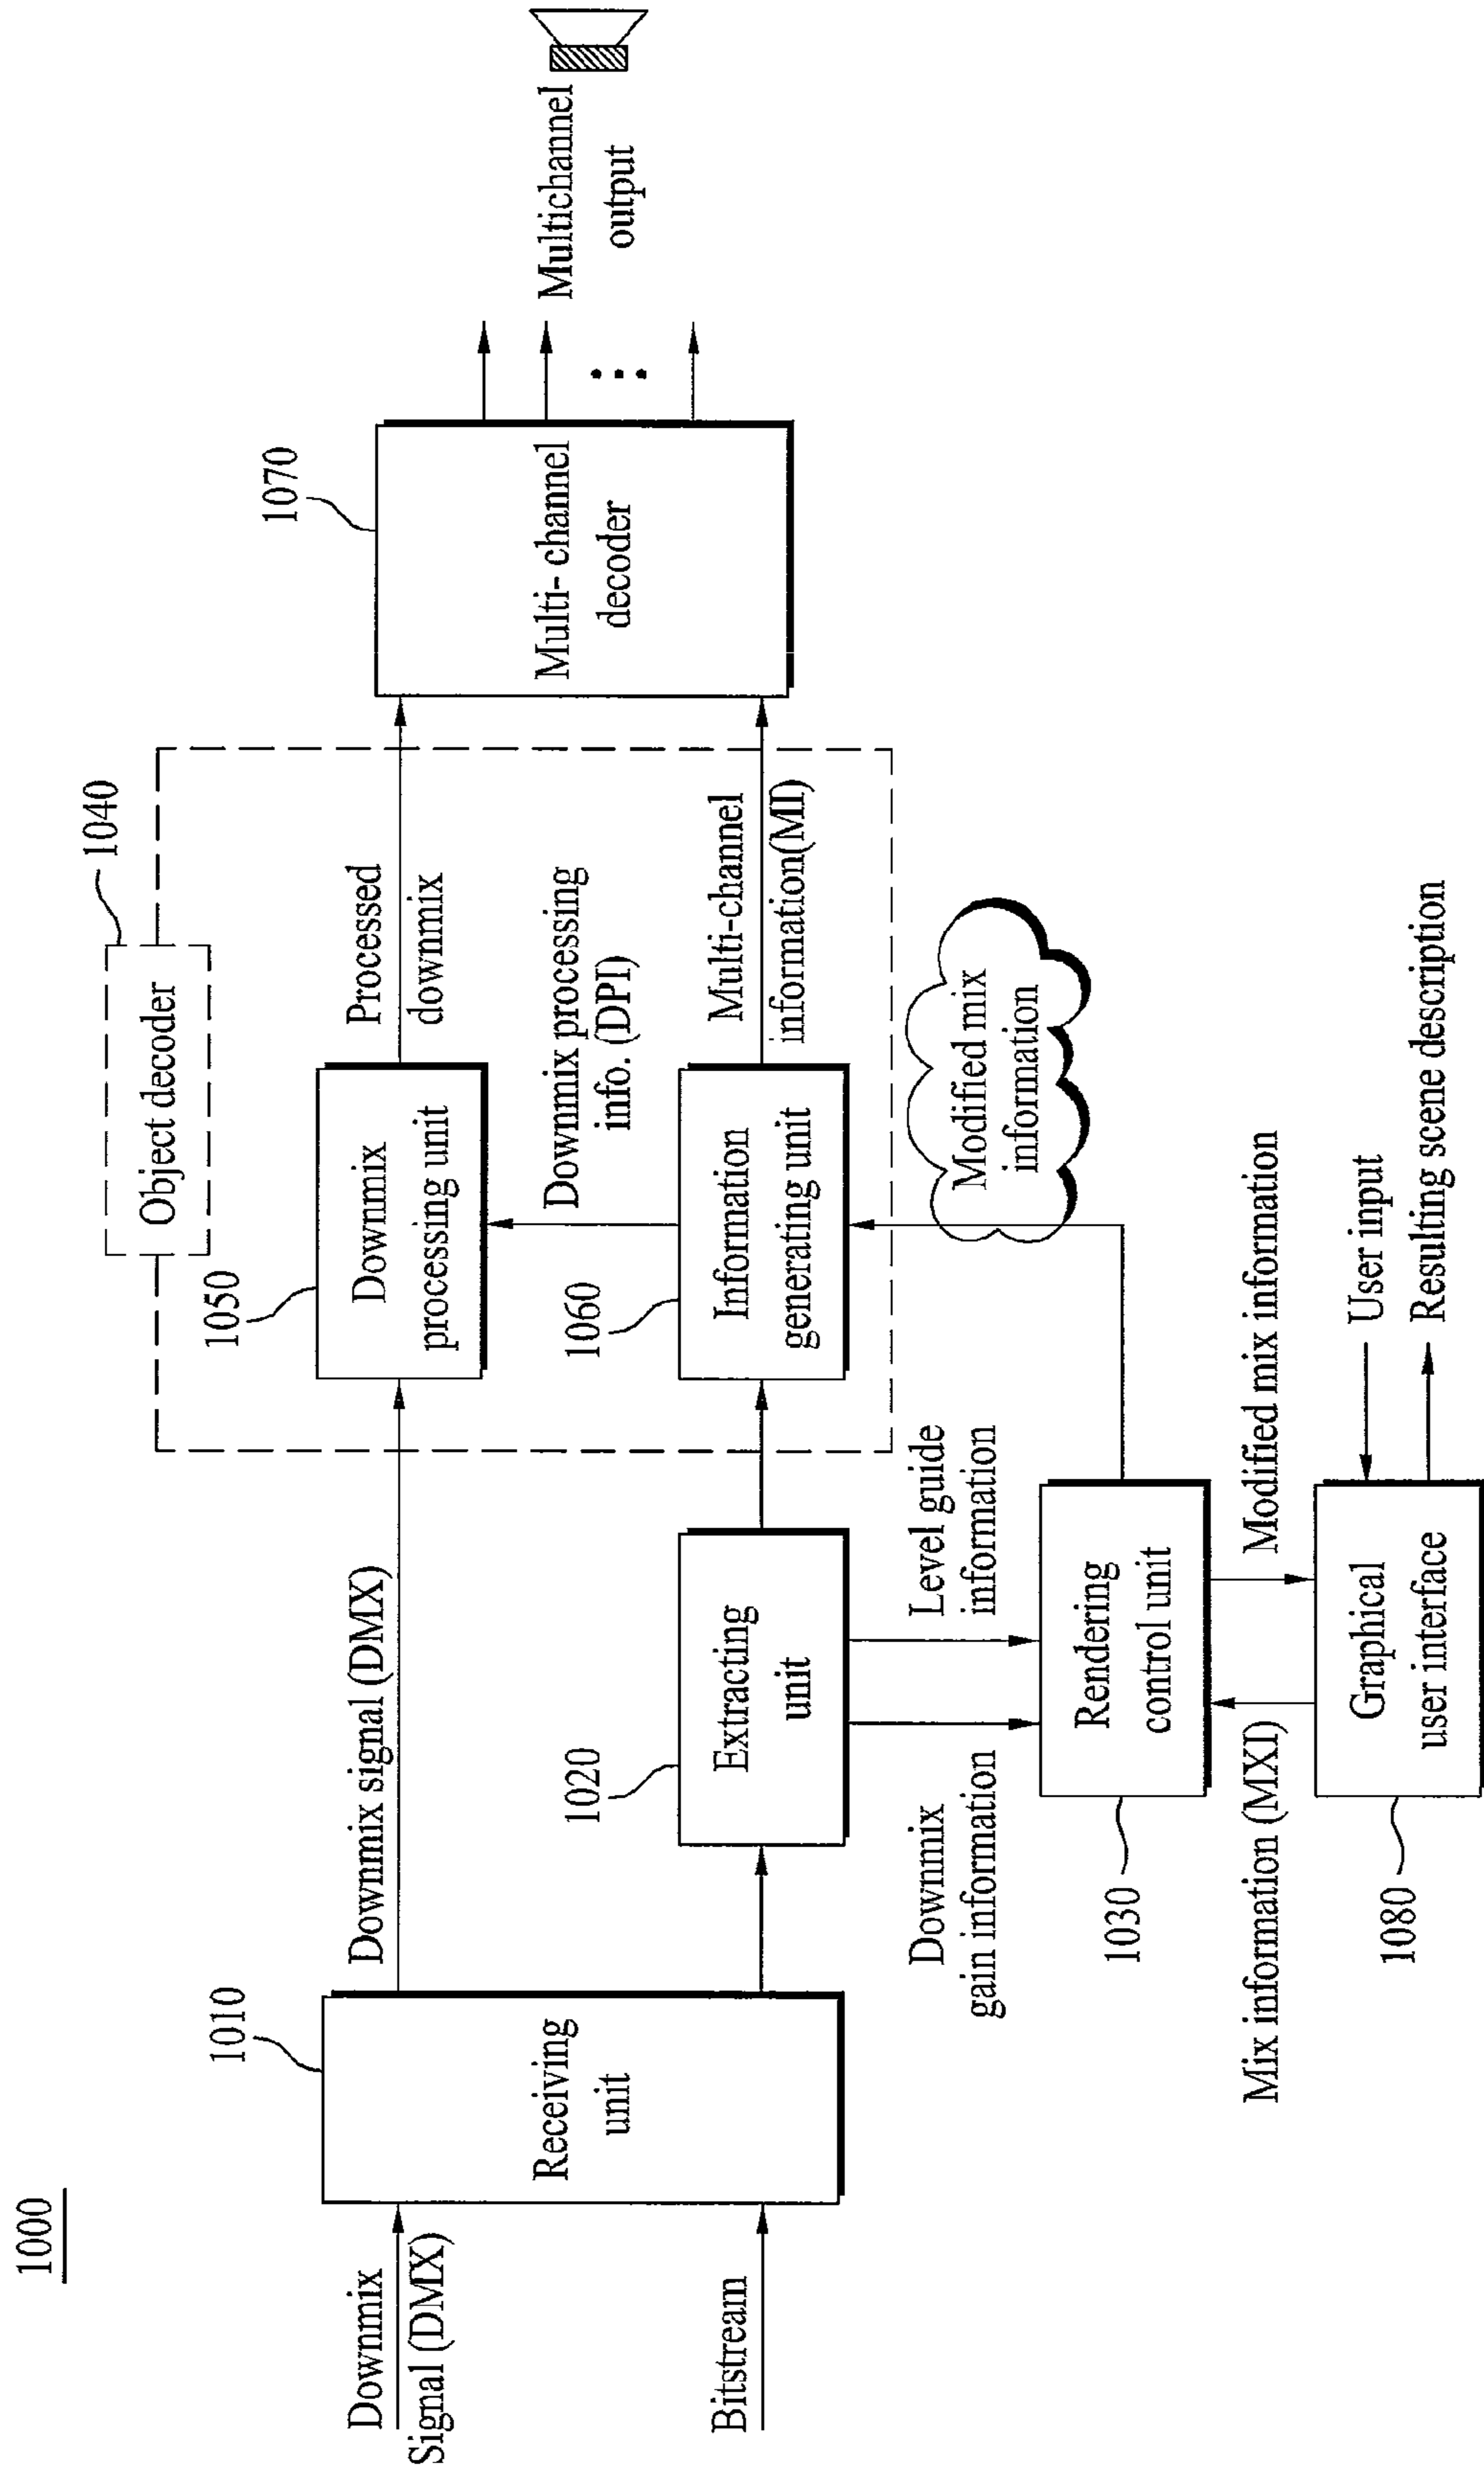 1000
Downmix
Signal (DMX)
Bitstream
1010
Receiving
unit
Downmix signal (DMX)
1020
Extracting
unit
Downmix
gain information
Level guide
information
1030
Rendering
control unit
Mix information (MXI)
Modified mix information
1080
Graphical
user interface
User input
Resulting scene description
Modified mix
information
1040
Object decoder
1050
Downmix
processing unit
1060
Information
generating unit
Downmix processing
info. (DPI)
Processed
downmix
Multi-channel
information(MI)
1070
Multi- channel
decoder
Multichannel
output